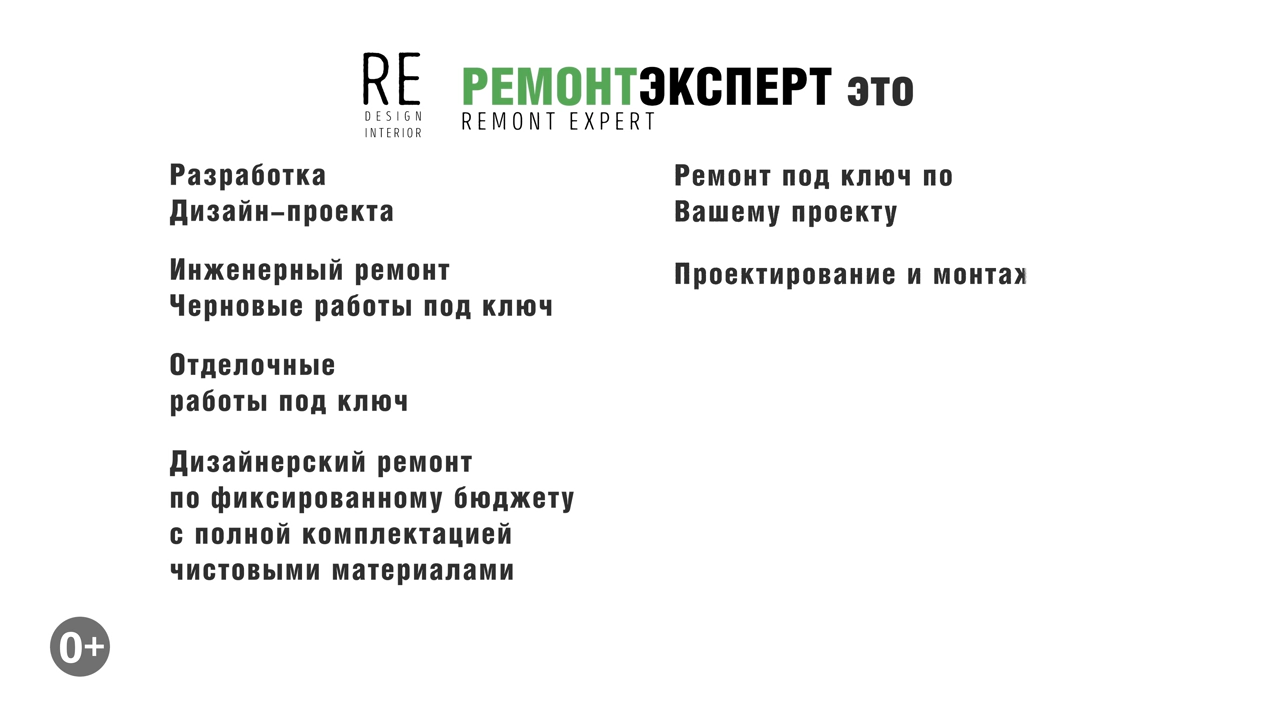 RE
DESIGN
INTERIOR
РЕМОНТЭКСПЕРТ это
REMONT EXPERT
Разработка
Дизайн–проекта
Инженерный ремонт
Черновые работы под ключ
Отделочные
работы под ключ
Дизайнерский ремонт
по фиксированному бюджету
с полной комплектацией
чистовыми материалами
Ремонт под ключ по
Вашему проекту
Проектирование и монтаж
0+